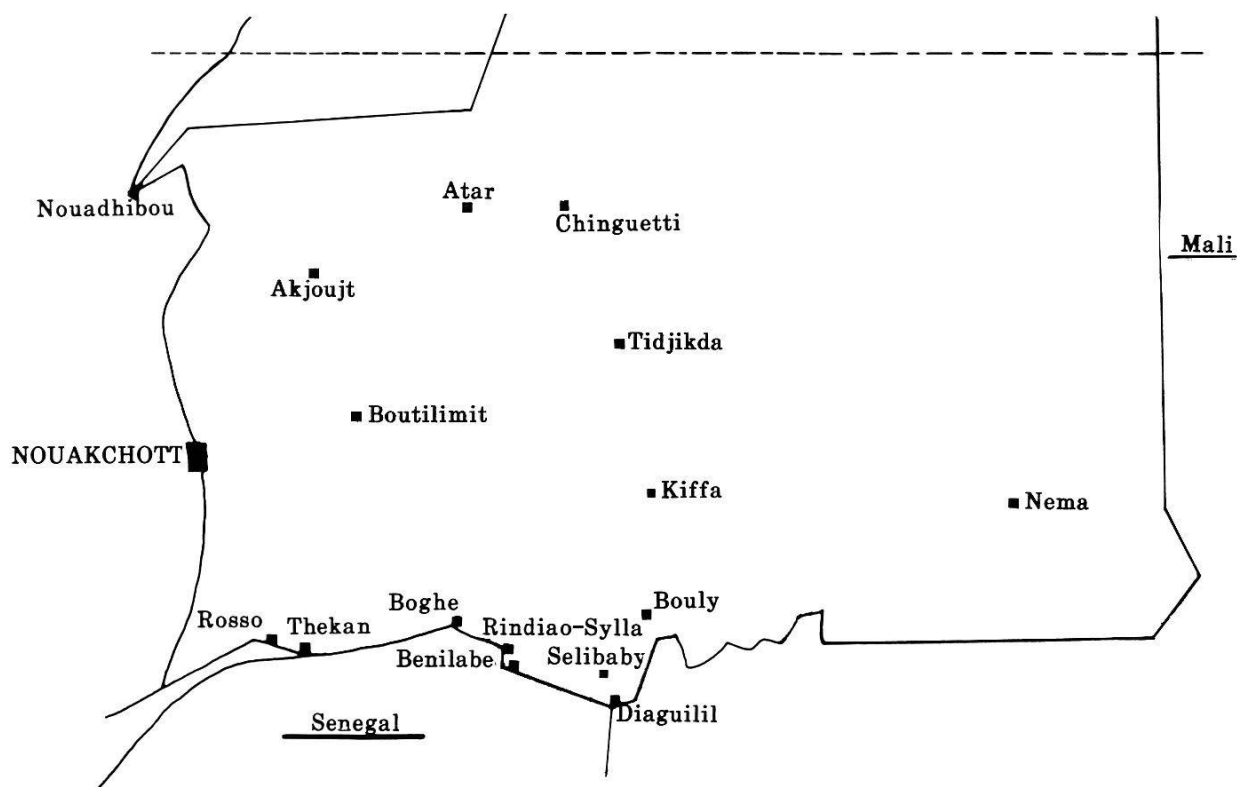 Nouadhibou
Atar
Chinguetti
Mali
Akjoujt
Tidjikda
Boutilimit
NOUAKCHOTT
Kiffa
Nema
Bouly
Boghe
Rosso
Thekan
Rindiao-Sylla
Benilabe
Selibaby
Diaguilil
Senegal